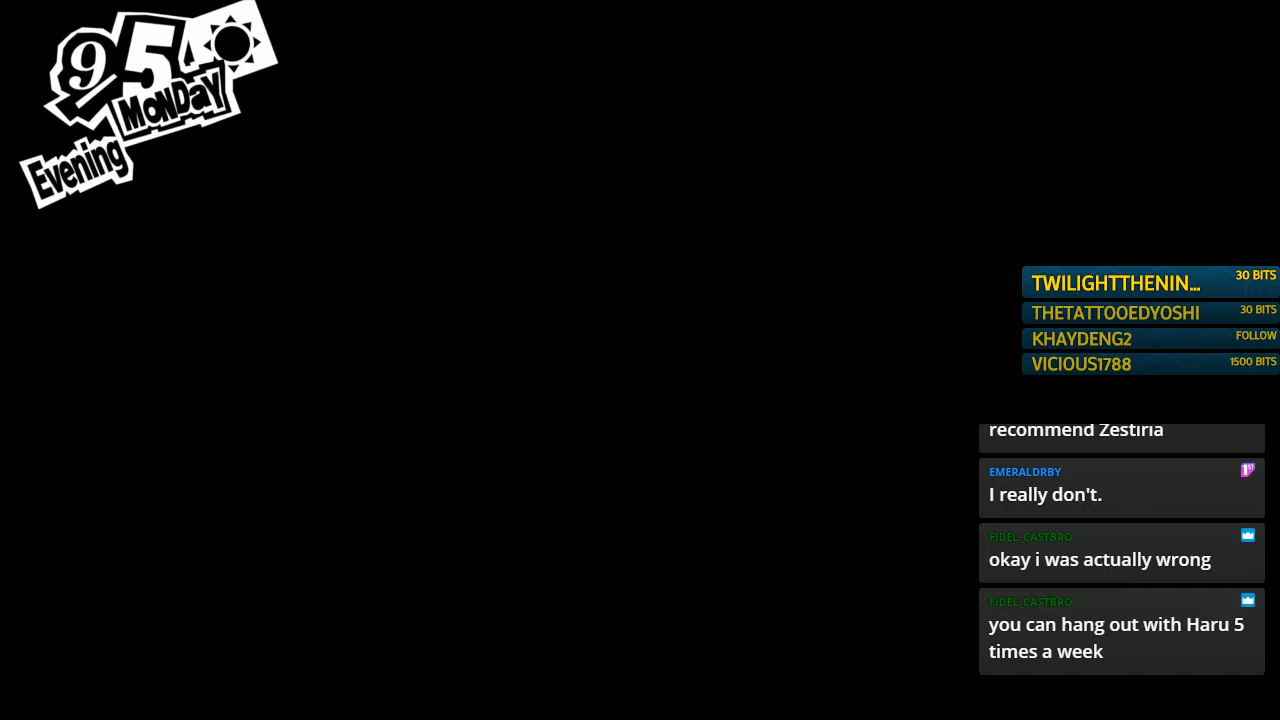 9/5
MONDAY
Evening
TWILIGHTTHENIN... 30 BITS
THETATTOOEDYOSHI 30 BITS
KHAYDENG2 FOLLOW
VICIOUS1788 1500 BITS
recommend Zestiria
EMERALDRBY 1ST
I really don't.
FIDEL_CASTBRO
okay i was actually wrong
FIDEL_CASTBRO
you can hang out with Haru 5
times a week